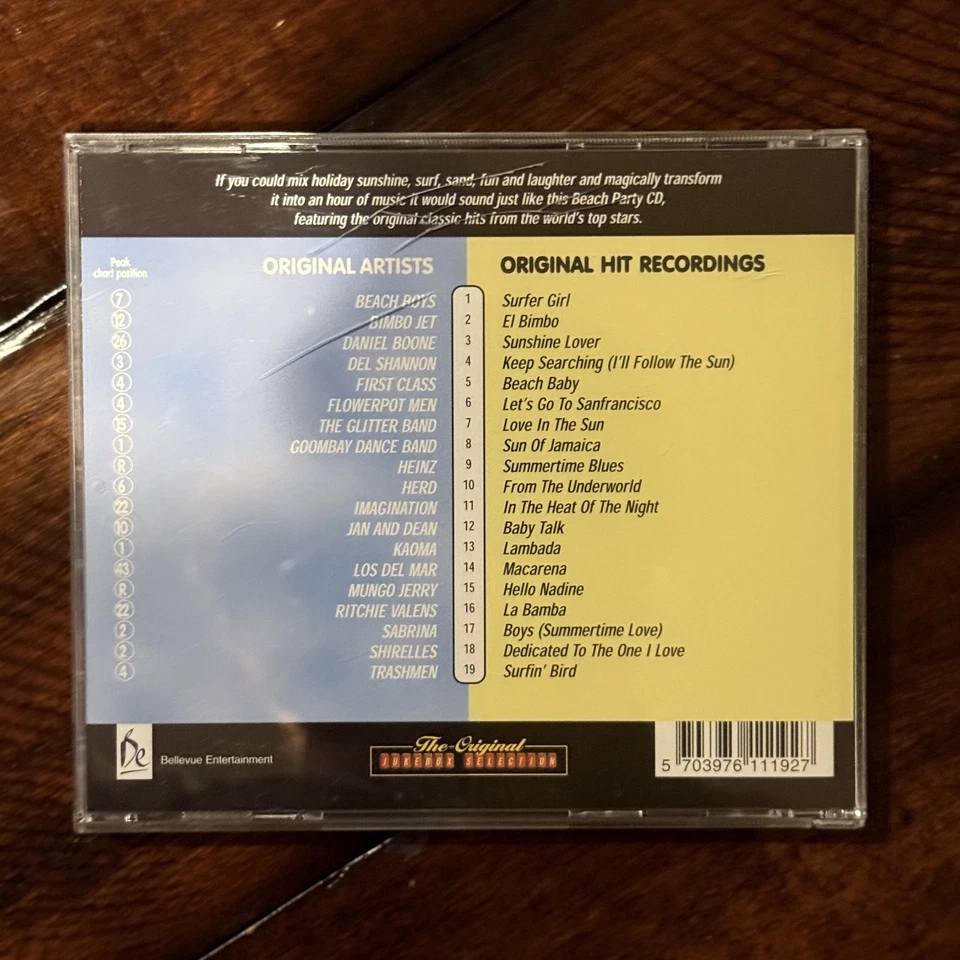 If you could mix holiday sunshine, surf, sand, fun and laughter and magically transform
it into an hour of music it would sound just like this Beach Party CD,
featuring the original classic hits from the world's top stars.
Peak
chart position
ORIGINAL ARTISTS ORIGINAL HIT RECORDINGS
7 BEACH BOYS 1 Surfer Girl
12 BIMBO JET 2 El Bimbo
26 DANIEL BOONE 3 Sunshine Lover
3 DEL SHANNON 4 Keep Searching (I'll Follow The Sun)
4 FIRST CLASS 5 Beach Baby
4 FLOWERPOT MEN 6 Let's Go To Sanfrancisco
15 THE GLITTER BAND 7 Love In The Sun
1 GOOMBAY DANCE BAND 8 Sun Of Jamaica
R HEINZ 9 Summertime Blues
6 HERD 10 From The Underworld
22 IMAGINATION 11 In The Heat Of The Night
10 JAN AND DEAN 12 Baby Talk
1 KAOMA 13 Lambada
43 LOS DEL MAR 14 Macarena
R MUNGO JERRY 15 Hello Nadine
22 RITCHIE VALENS 16 La Bamba
2 SABRINA 17 Boys (Summertime Love)
2 SHIRELLES 18 Dedicated To The One I Love
4 TRASHMEN 19 Surfin' Bird
Be Bellevue Entertainment
The Original
JUKEBOX SELECTION
5 703976 111927